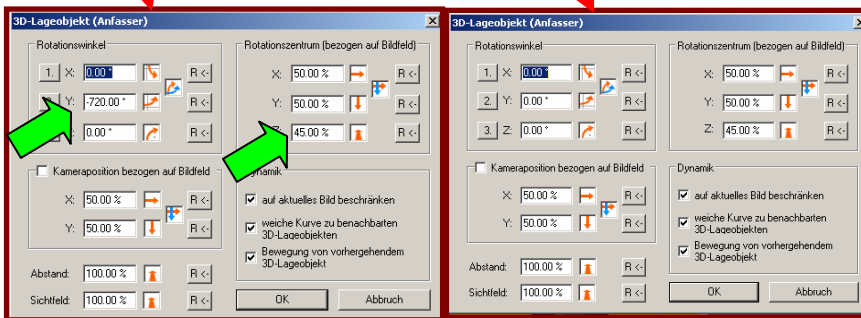 3D-Lageobjekt (Anfasser)
Rotationswinkel
1. X: 0.00 ° R <-
Y: -720.00 ° R <-
0.00 ° R <-
Rotationszentrum (bezogen auf Bildfeld)
X: 50.00 % R <-
Y: 50.00 % R <-
45.00 % R <-
Kameraposition bezogen auf Bildfeld
X: 50.00 % R <-
Y: 50.00 % R <-
Abstand: 100.00 % R <-
Sichtfeld: 100.00 % R <-
Dynamik
auf aktuelles Bild beschränken
weiche Kurve zu benachbarten
3D-Lageobjekten
Bewegung von vorhergehendem
3D-Lageobjekt
OK Abbruch
3D-Lageobjekt (Anfasser)
Rotationswinkel
1. X: 0.00 ° R <-
2. Y: 0.00 ° R <-
3. Z: 0.00 ° R <-
Rotationszentrum (bezogen auf Bildfeld)
X: 50.00 % R <-
Y: 50.00 % R <-
Z: 45.00 % R <-
Kameraposition bezogen auf Bildfeld
X: 50.00 % R <-
Y: 50.00 % R <-
Abstand: 100.00 % R <-
Sichtfeld: 100.00 % R <-
Dynamik
auf aktuelles Bild beschränken
weiche Kurve zu benachbarten
3D-Lageobjekten
Bewegung von vorhergehendem
3D-Lageobjekt
OK Abbruch